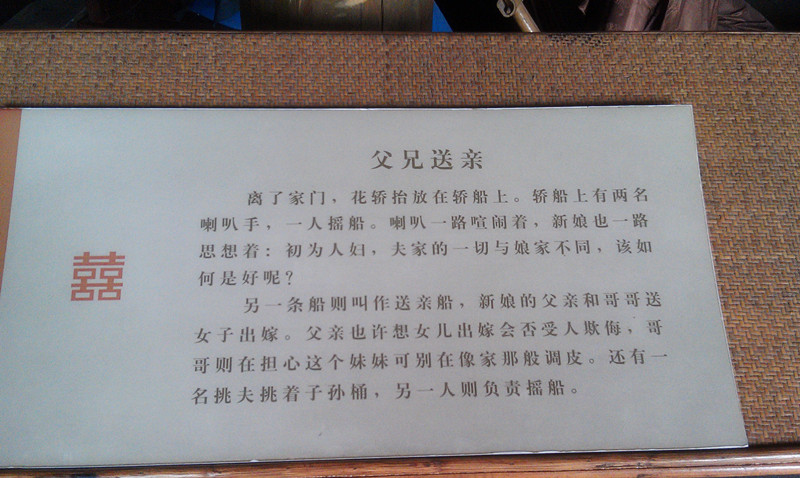 父兄送亲
离了家门，花轿抬放在轿船上。轿船上有两名
喇叭手，一人摇船。喇叭一路喧闹着，新娘也一路
思想着：初为人妇，夫家的一切与娘家不同，该如
何是好呢？
囍
另一条船则叫作送亲船，新娘的父亲和哥哥送
女子出嫁。父亲也许想女儿出嫁会否受人欺侮，哥
哥则在担心这个妹妹可别在像家那般调皮。还有一
名挑夫挑着子孙桶，另一人则负责摇船。